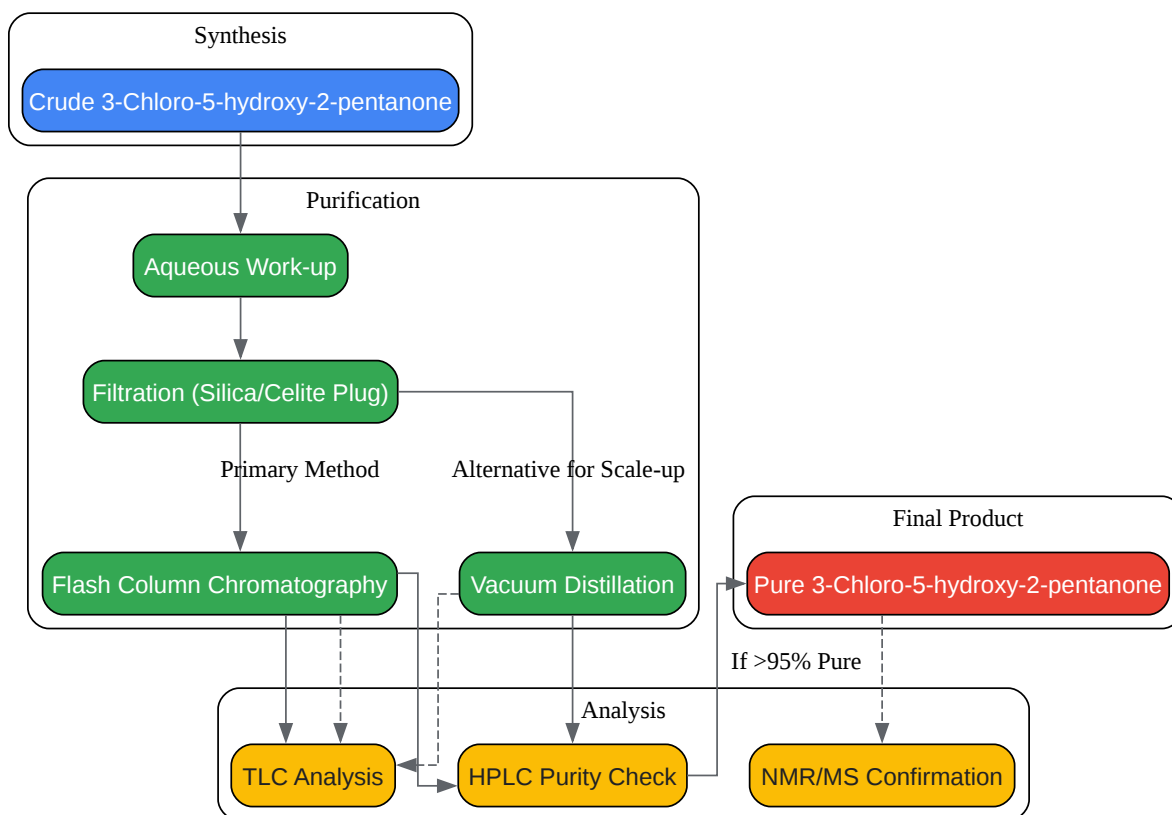 Synthesis
Crude 3-Chloro-5-hydroxy-2-pentanone
Purification
Aqueous Work-up
Filtration (Silica/Celite Plug)
Primary Method
Alternative for Scale-up
Final Product
Flash Column Chromatography
Vacuum Distillation
Pure 3-Chloro-5-hydroxy-2-pentanone
If >95% Pure
Analysis
TLC Analysis
HPLC Purity Check
NMR/MS Confirmation